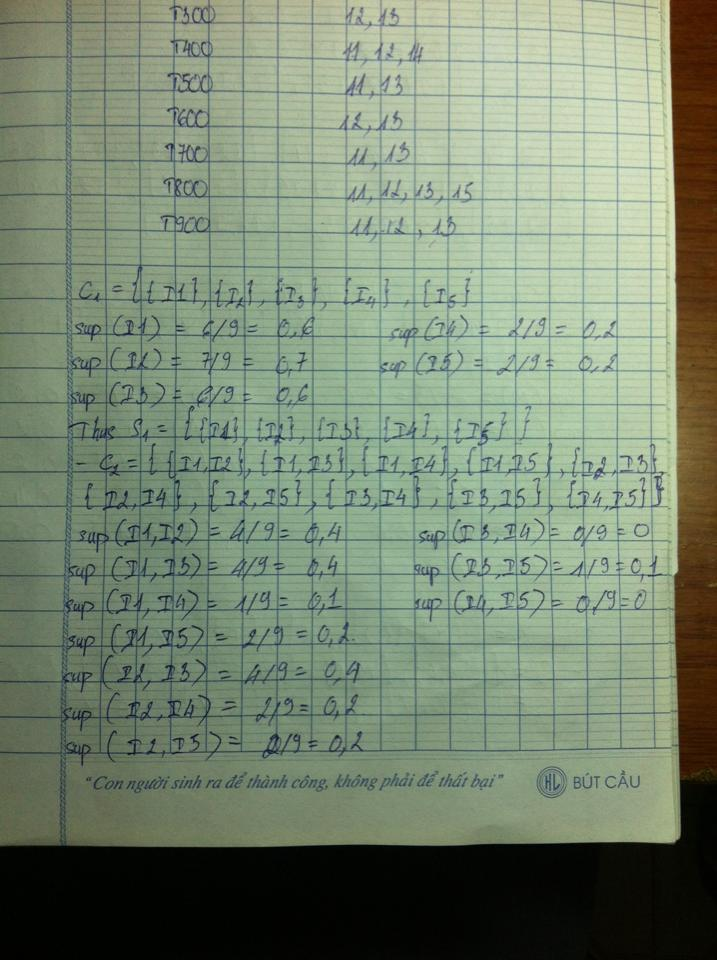 T300 I2, I3
T400 I1, I2, I4
T500 I1, I3
T600 I2, I3
T700 I1, I3
T800 I1, I2, I3, I5
T900 I1, I2, I3
C₁ = {{I1}, {I2}, {I3}, {I4}, {I5}
sup (I1) = 6/9 = 0,6 sup (I4) = 2/9 = 0,2
sup (I2) = 7/9 = 0,7 sup (I5) = 2/9 = 0,2
sup (I3) = 6/9 = 0,6
Thus S₁ = {{I1}, {I2}, {I3}, {I4}, {I5} }
- C₂ = { {I1,I2}, {I1,I3}, {I1,I4}, {I1,I5}, {I2,I3},
{I2,I4}, {I2,I5}, {I3,I4}, {I3,I5}, {I4,I5}}
sup (I1,I2) = 4/9 = 0,4 sup (I3,I4) = 0/9 = 0
sup (I1,I3) = 4/9 = 0,4 sup (I3,I5) = 1/9 = 0,1
sup (I1,I4) = 1/9 = 0,1 sup (I4,I5) = 0/9 = 0
sup (I1,I5) = 2/9 = 0,2.
sup (I2,I3) = 4/9 = 0,4
sup (I2,I4) = 2/9 = 0,2
sup (I2,I5) = 2/9 = 0,2
"Con người sinh ra để thành công, không phải để thất bại" HL BÚT CẦU